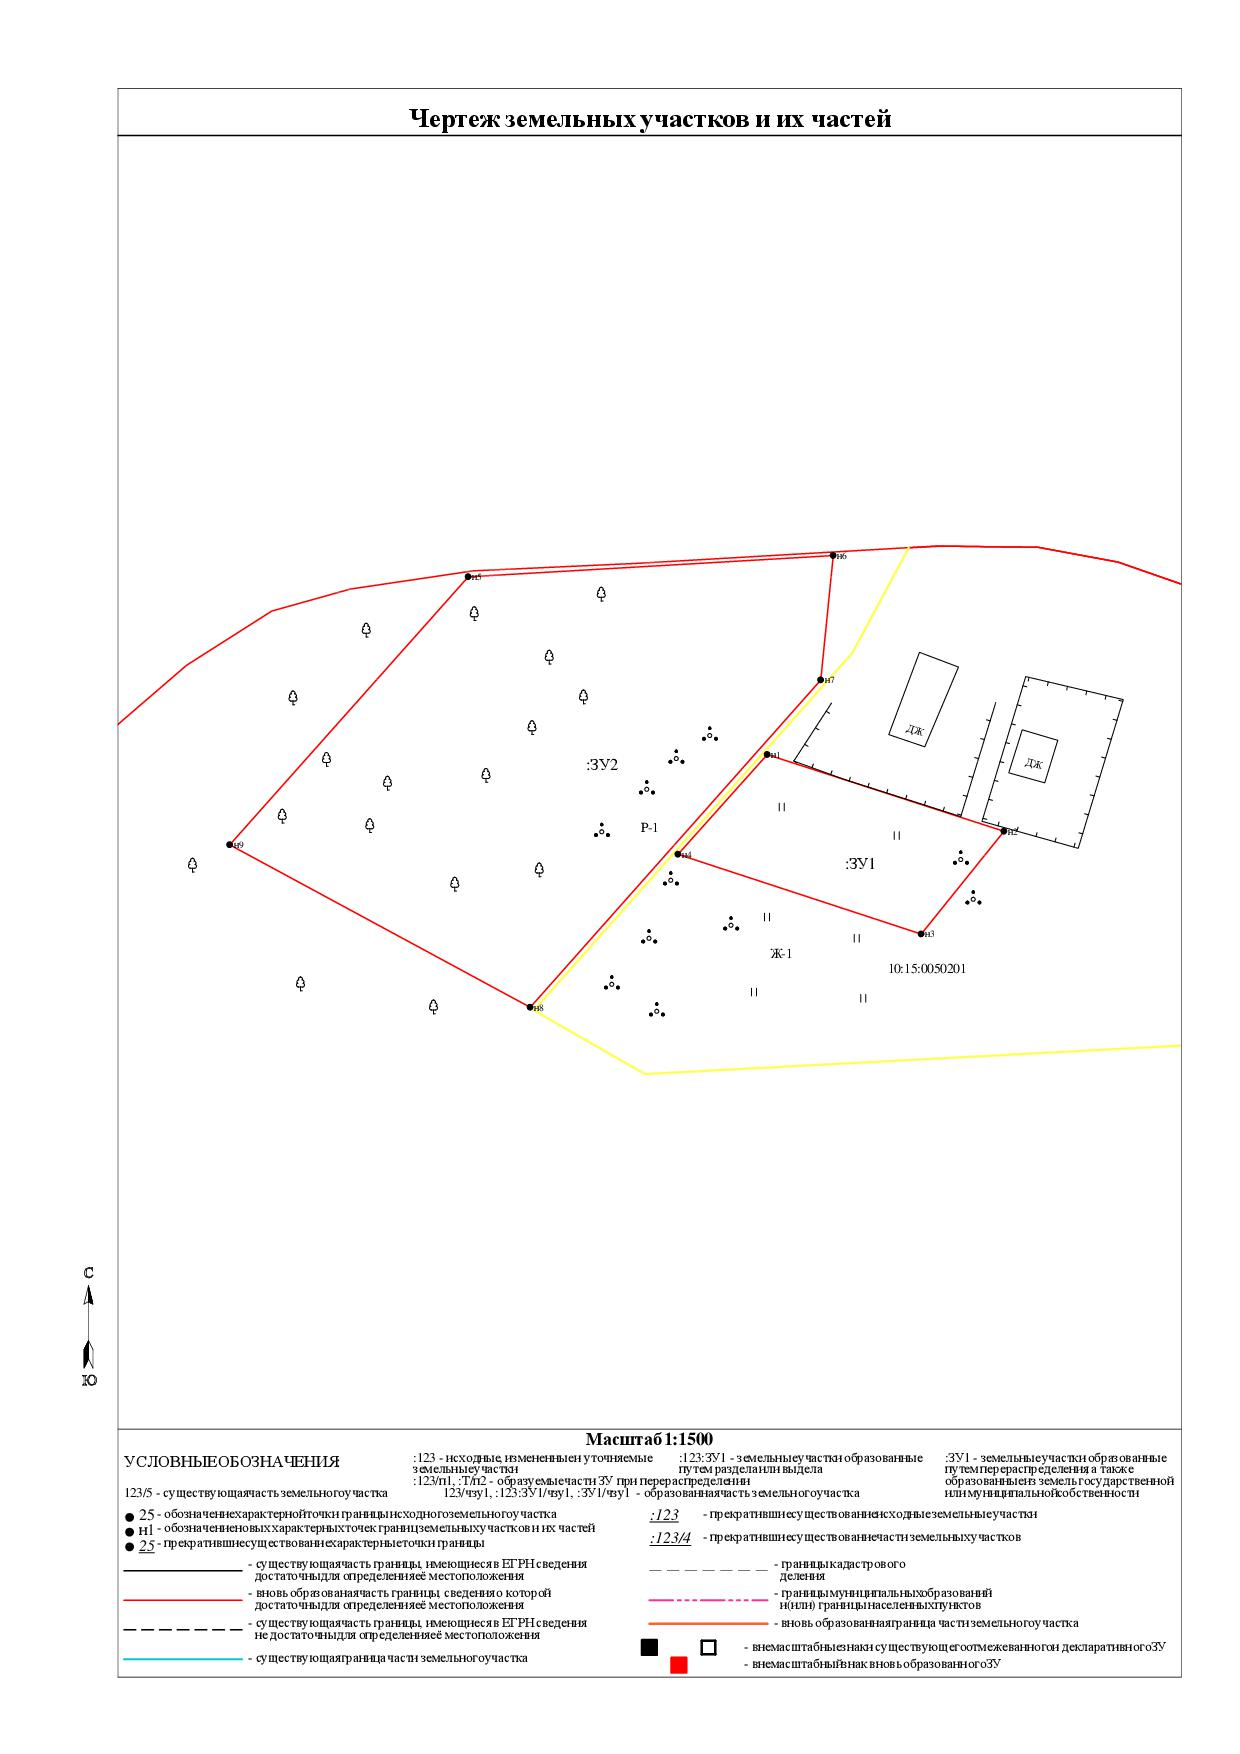 Чертеж земельных участков и их частей
н6
н5
н7
ДЖ
н1
:ЗУ2
ДЖ
Р-1
н2
н9
н4
:ЗУ1
н3
Ж-1
10:15:0050201
н8
С
Ю
Масштаб 1:1500
УСЛОВНЫЕ ОБОЗНАЧЕНИЯ
:123 - исходные, измененные и уточняемые
земельные участки
:123:ЗУ1 - земельные участки образованные
путем раздела или выдела
:ЗУ1 - земельные участки образованные
путем перераспределения, а также
образованные из земель государственной
или муниципальной собственности
:123/п1, :Т/п2 - образуемые части ЗУ при перераспределении
123/5 - существующая часть земельного участка
123/чзу1, :123:ЗУ1/чзу1, :ЗУ1/чзу1 - образованная часть земельного участка
25 - обозначение характерной точки границы исходного земельного участка
н1 - обозначение новых характерных точек границ земельных участков и их частей
25 - прекратившие существование характерные точки границы
:123 - прекратившие существование исходные земельные участки
:123/4 - прекратившие существование части земельных участков
- существующая часть границы, имеющиеся в ЕГРН сведения
достаточны для определения её местоположения
- вновь образованая часть границы, сведения о которой
достаточны для определения её местоположения
- существующая часть границы, имеющиеся в ЕГРН сведения
не достаточны для определения её местоположения
- существующая граница части земельного участка
- границы кадастрового
деления
- границы муниципальных образований
и (или) границы населенных пунктов
- вновь образованная граница части земельного участка
- внемасштабные знаки существующего отмежеванного и декларативного ЗУ
- внемасштабный знак вновь образованного ЗУ